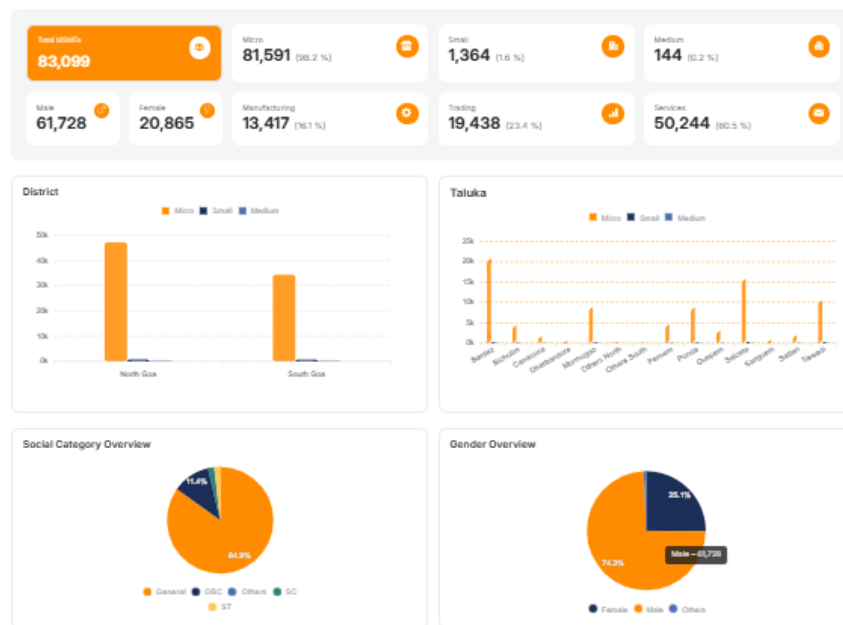 Total MSMEs
83,099
Micro
81,591 (98.2 %)
Small
1,364 (1.6 %)
Medium
144 (0.2 %)
Male
61,728
Female
20,865
Manufacturing
13,417 (16.1 %)
Trading
19,438 (23.4 %)
Services
50,244 (60.5 %)
District
Micro Small Medium
50k
40k
30k
20k
10k
0k
North Goa
South Goa
Taluka
Micro Small Medium
25k
20k
15k
10k
5k
0k
Bardez
Bicholim
Canacona
Dharbandora
Mormugao
Others North
Others South
Pernem
Ponda
Quepem
Salcete
Sanguem
Sattari
Tiswadi
Social Category Overview
11.4%
84.9%
General OBC Others SC
ST
Gender Overview
25.1%
Male – 61,728
74.3%
Female Male Others